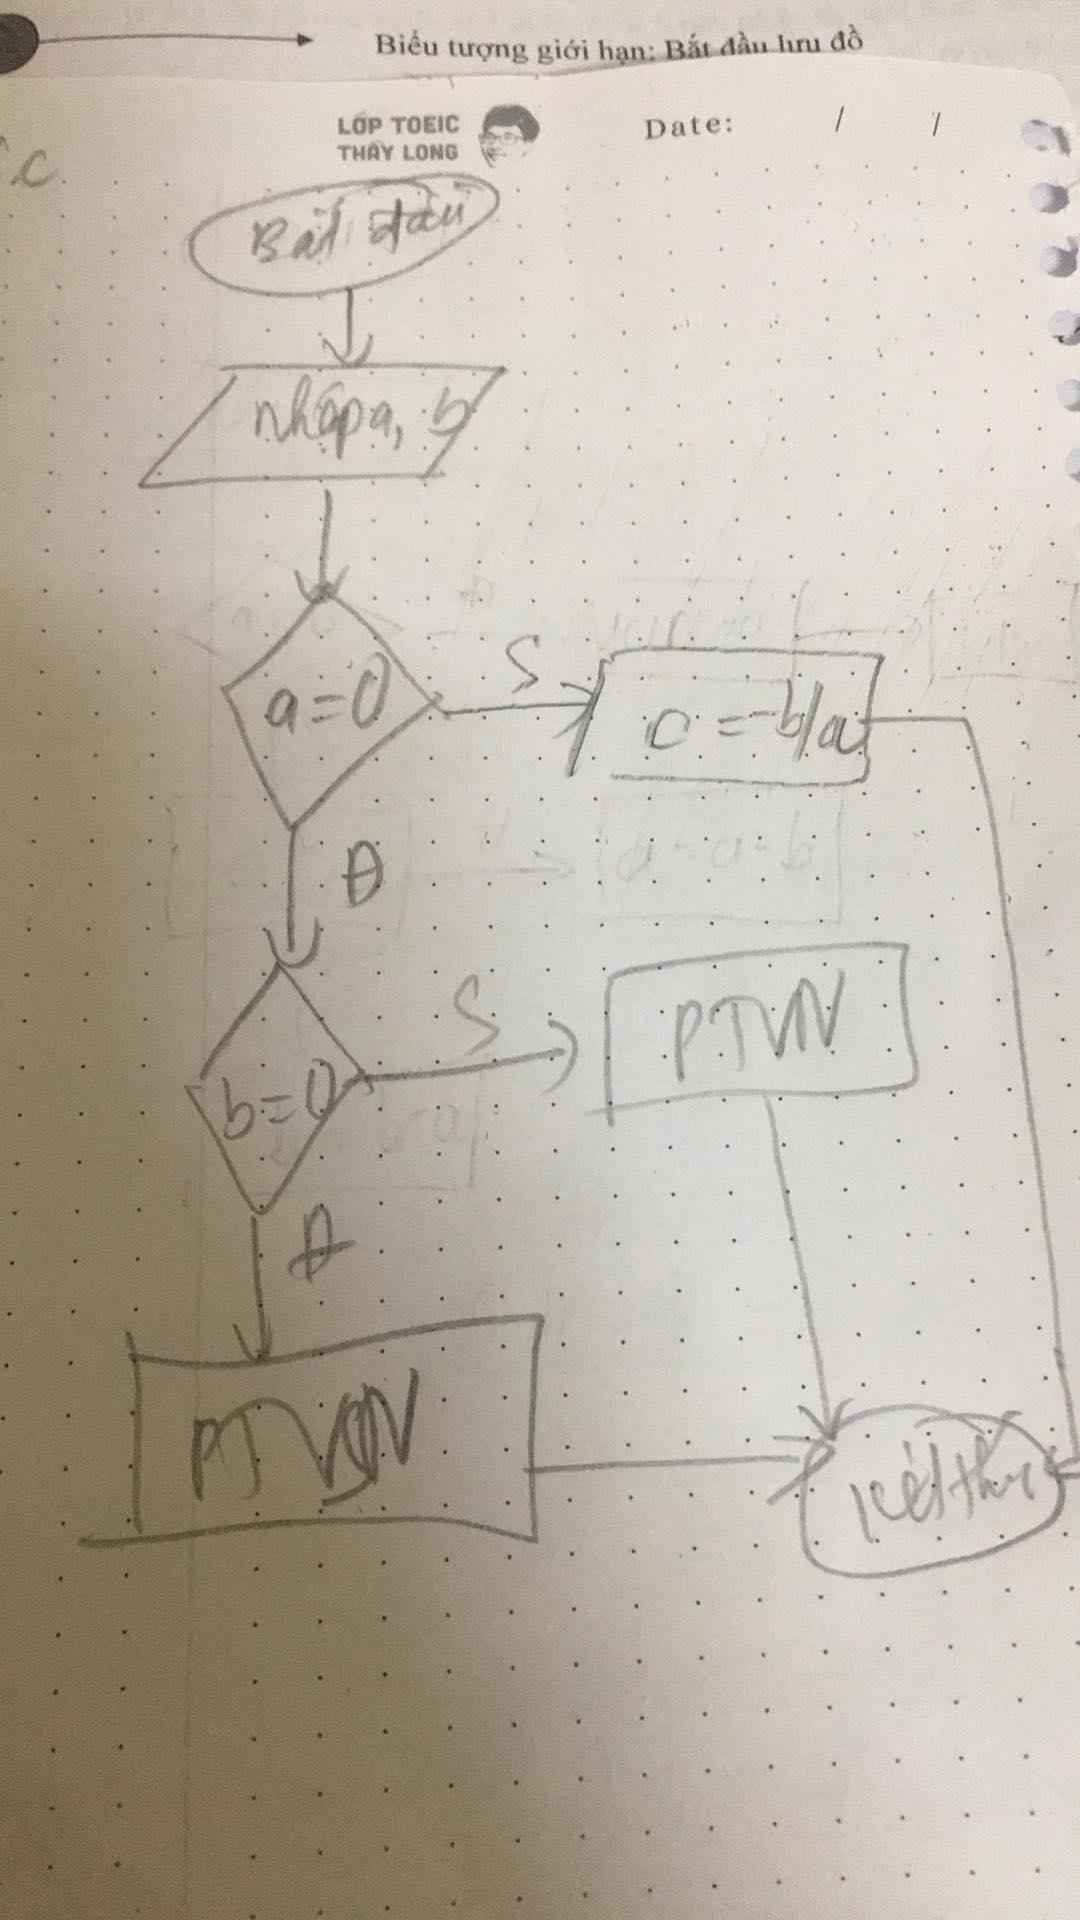 Biểu tượng giới hạn: Bắt đầu lưu đồ
LỚP TOEIC
THẦY LONG
Date: / /
c
Bắt đầu
nhập a, b
a=0
S
c = -b/a
Đ
b=0
S
PTVN
Đ
PTVSN
Kết thúc